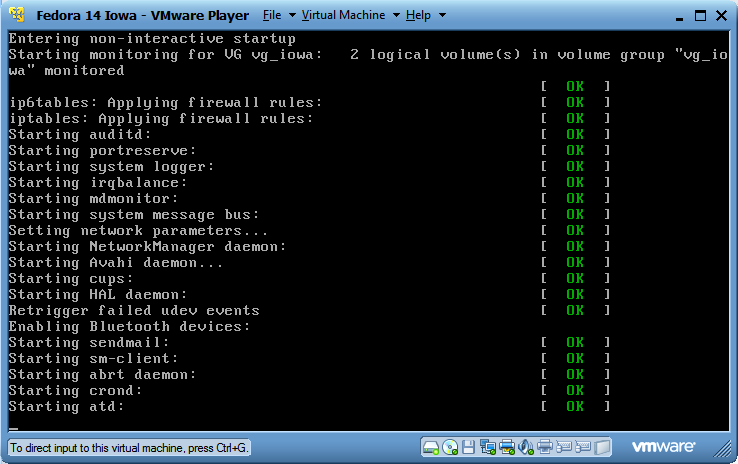 Fedora 14 Iowa - VMware Player File Virtual Machine Help
Entering non-interactive startup
Starting monitoring for VG vg_iowa:   2 logical volume(s) in volume group "vg_io
wa" monitored
[  OK  ]
ip6tables: Applying firewall rules: [  OK  ]
iptables: Applying firewall rules: [  OK  ]
Starting auditd: [  OK  ]
Starting portreserve: [  OK  ]
Starting system logger: [  OK  ]
Starting irqbalance: [  OK  ]
Starting mdmonitor: [  OK  ]
Starting system message bus: [  OK  ]
Setting network parameters... [  OK  ]
Starting NetworkManager daemon: [  OK  ]
Starting Avahi daemon... [  OK  ]
Starting cups: [  OK  ]
Starting HAL daemon: [  OK  ]
Retrigger failed udev events [  OK  ]
Enabling Bluetooth devices:
Starting sendmail: [  OK  ]
Starting sm-client: [  OK  ]
Starting abrt daemon: [  OK  ]
Starting crond: [  OK  ]
Starting atd: [  OK  ]
_
To direct input to this virtual machine, press Ctrl+G. vmware